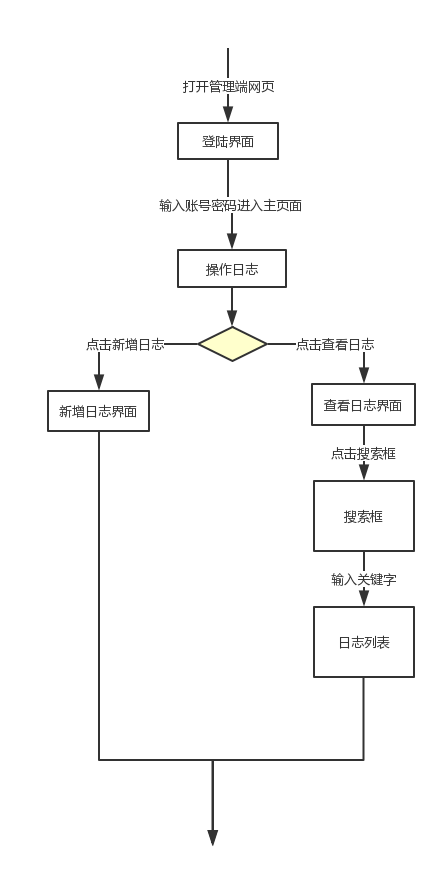 打开管理端网页
登陆界面
输入账号密码进入主页面
操作日志
点击新增日志
点击查看日志
新增日志界面
查看日志界面
点击搜索框
搜索框
输入关键字
日志列表